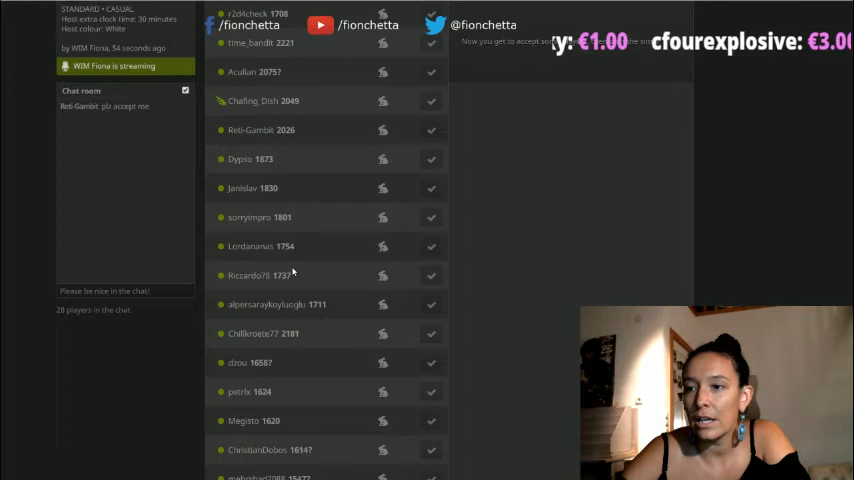 STANDARD • CASUAL
Host extra clock time: 30 minutes
Host colour: White
by WIM Fiona, 54 seconds ago
WIM Fiona is streaming
Chat room
Reti-Gambit plz accept me
Please be nice in the chat!
28 players in the chat
r2d4check 1708
time_bandit 2221
Aculian 2075?
Chafing_Dish 2049
Reti-Gambit 2026
Dypso 1873
Janislav 1830
sorryimpro 1801
Lordananas 1754
Riccardo78 1737
alpersaraykoyluoglu 1711
Chillkroete77 2181
dzou 1658?
petrlx 1624
Megisto 1620
ChristianDobos 1614?
mehrshad2088 1547?
/fionchetta
/fionchetta
@fionchetta
Now you get to accept the
y: €1.00 cfourexplosive: €3.00